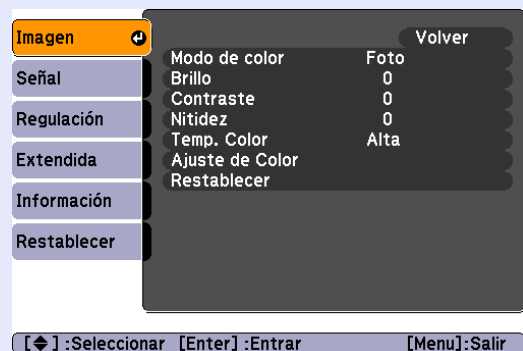 Imagen
Señal
Regulación
Extendida
Información
Restablecer
Volver
Modo de color Foto
Brillo 0
Contraste 0
Nitidez 0
Temp. Color Alta
Ajuste de Color
Restablecer
[◆] :Seleccionar [Enter] :Entrar [Menu]:Salir